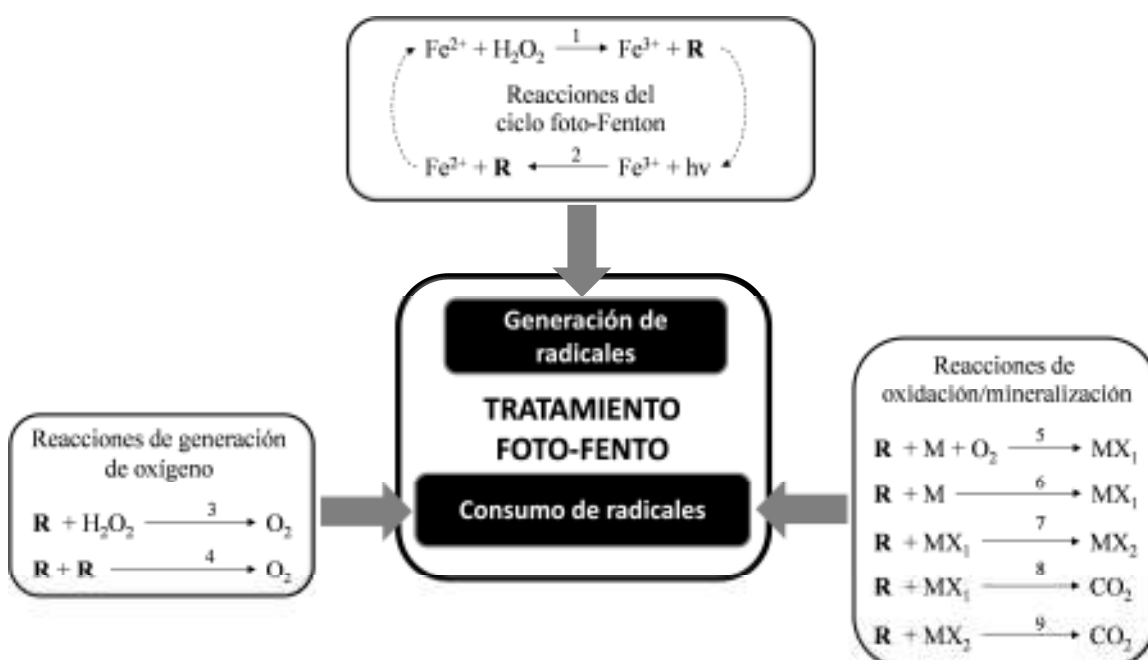 Fe²⁺ + H₂O₂ —1→ Fe³⁺ + R
Reacciones del
ciclo foto-Fenton
Fe²⁺ + R ←2— Fe³⁺ + hν
Generación de
radicales
TRATAMIENTO
FOTO-FENTO
Consumo de radicales
Reacciones de generación
de oxígeno
R + H₂O₂ —3→ O₂
R + R —4→ O₂
Reacciones de
oxidación/mineralización
R + M + O₂ —5→ MX₁
R + M —6→ MX₁
R + MX₁ —7→ MX₂
R + MX₁ —8→ CO₂
R + MX₂ —9→ CO₂